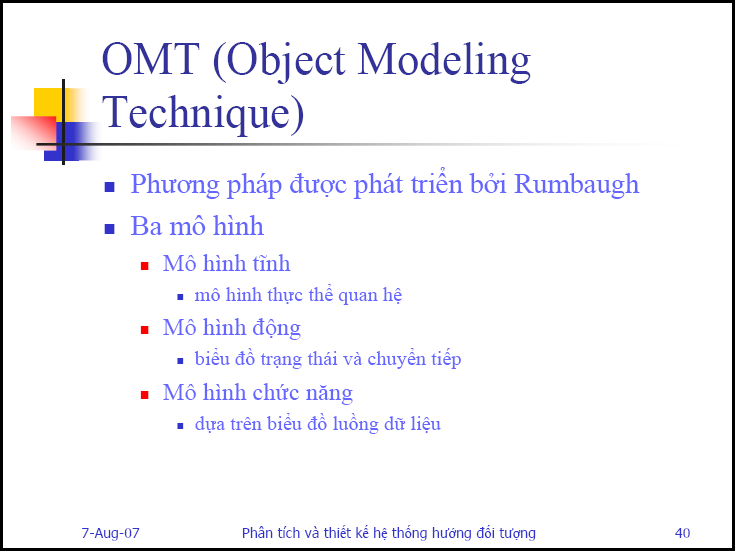 OMT (Object Modeling
Technique)
Phương pháp được phát triển bởi Rumbaugh
Ba mô hình
Mô hình tĩnh
mô hình thực thể quan hệ
Mô hình động
biểu đồ trạng thái và chuyển tiếp
Mô hình chức năng
dựa trên biểu đồ luồng dữ liệu
7-Aug-07 Phân tích và thiết kế hệ thống hướng đối tượng 40